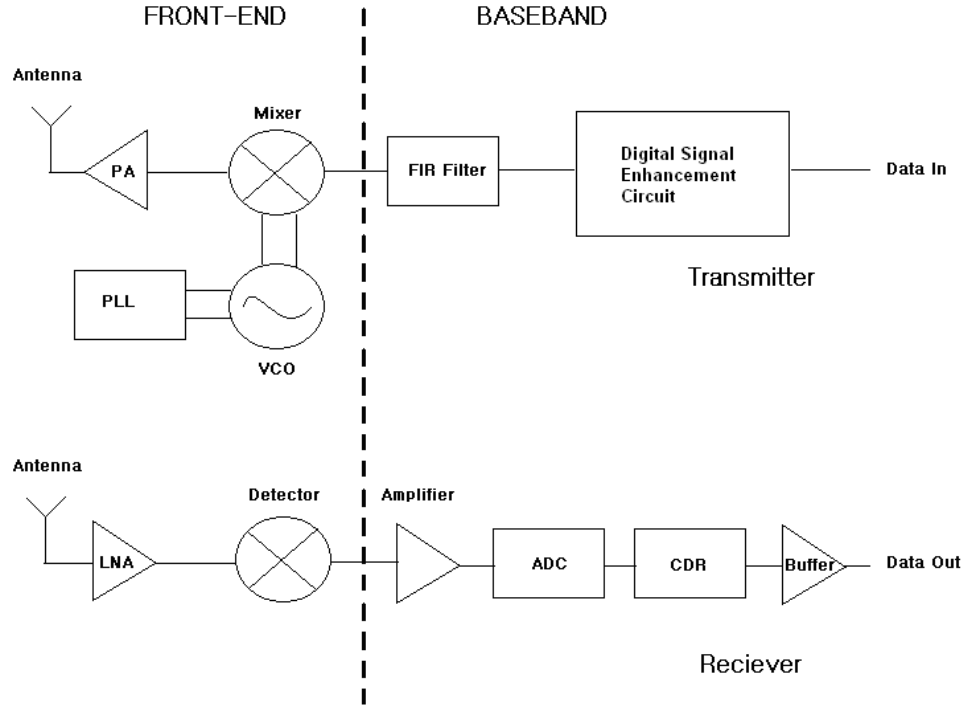 FRONT-END
BASEBAND
Antenna
Mixer
PA
FIR Filter
Digital Signal
Enhancement
Circuit
Data In
Transmitter
PLL
VCO
Antenna
Detector
Amplifier
LNA
ADC
CDR
Buffer
Data Out
Reciever